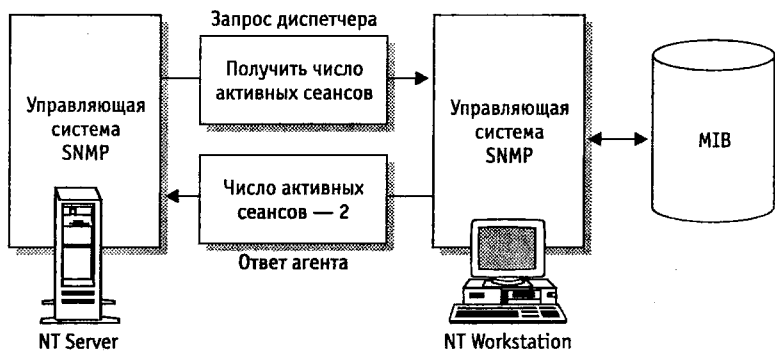 Запрос диспетчера
Управляющая
система
SNMP
Получить число
активных сеансов
Управляющая
система
SNMP
MIB
Число активных
сеансов — 2
Ответ агента
NT Server
NT Workstation